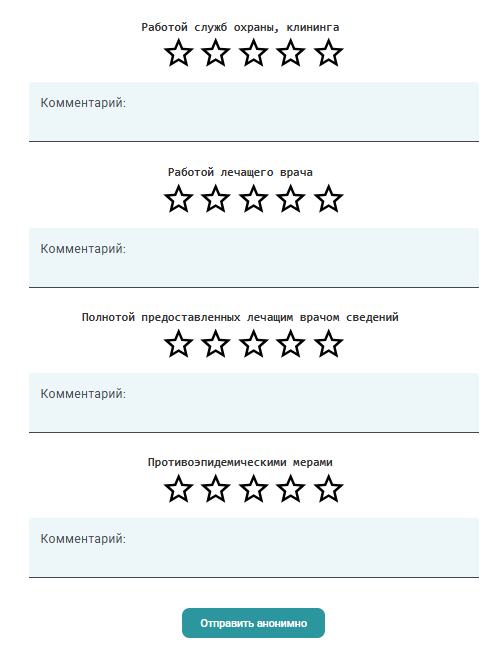 Работой служб охраны, клининга
Комментарий:
Работой лечащего врача
Комментарий:
Полнотой предоставленных лечащим врачом сведений
Комментарий:
Противоэпидемическими мерами
Комментарий:
Отправить анонимно